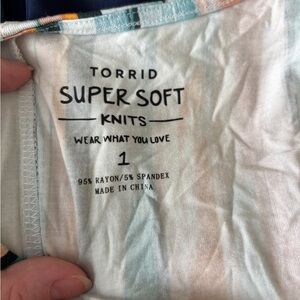 TORRID
SUPER SOFT
KNITS
WEAR WHAT YOU LOVE
1
95% RAYON/5% SPANDEX
MADE IN CHINA